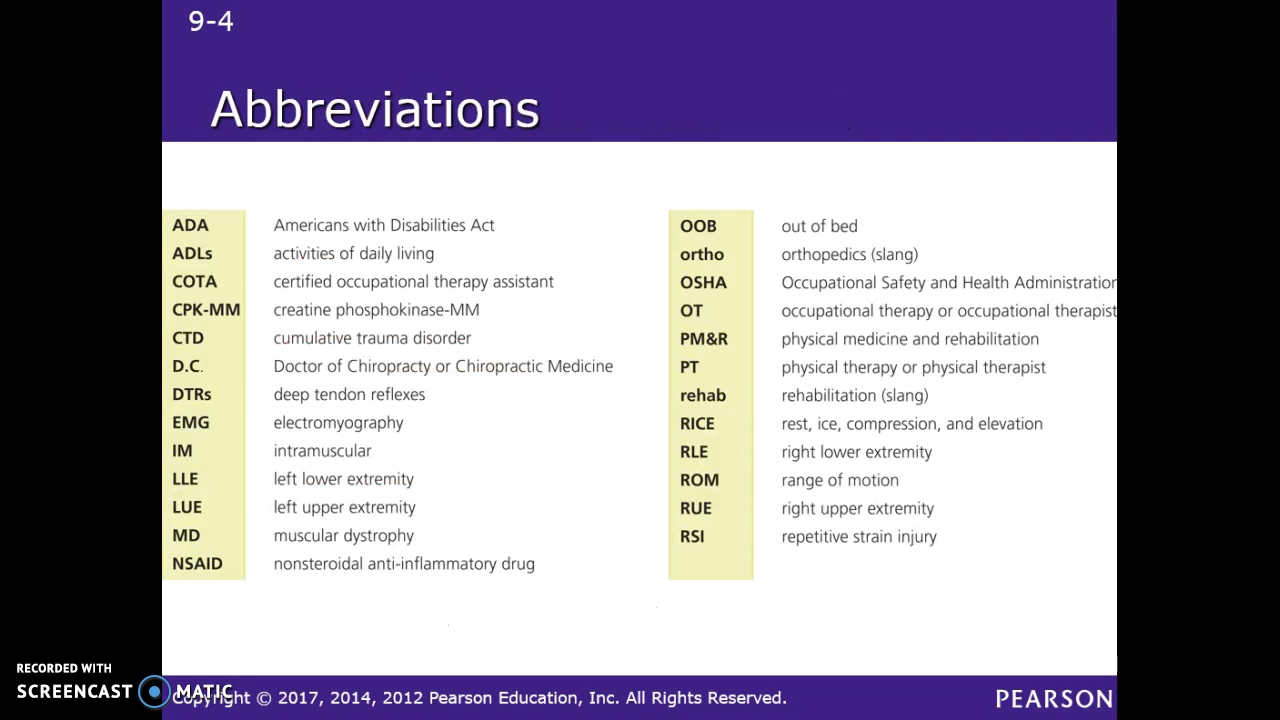 9-4
Abbreviations
ADA Americans with Disabilities Act
ADLs activities of daily living
COTA certified occupational therapy assistant
CPK-MM creatine phosphokinase-MM
CTD cumulative trauma disorder
D.C. Doctor of Chiropracty or Chiropractic Medicine
DTRs deep tendon reflexes
EMG electromyography
IM intramuscular
LLE left lower extremity
LUE left upper extremity
MD muscular dystrophy
NSAID nonsteroidal anti-inflammatory drug
OOB out of bed
ortho orthopedics (slang)
OSHA Occupational Safety and Health Administration
OT occupational therapy or occupational therapist
PM&R physical medicine and rehabilitation
PT physical therapy or physical therapist
rehab rehabilitation (slang)
RICE rest, ice, compression, and elevation
RLE right lower extremity
ROM range of motion
RUE right upper extremity
RSI repetitive strain injury
RECORDED WITH
SCREENCAST MATIC
Copyright © 2017, 2014, 2012 Pearson Education, Inc. All Rights Reserved.
PEARSON